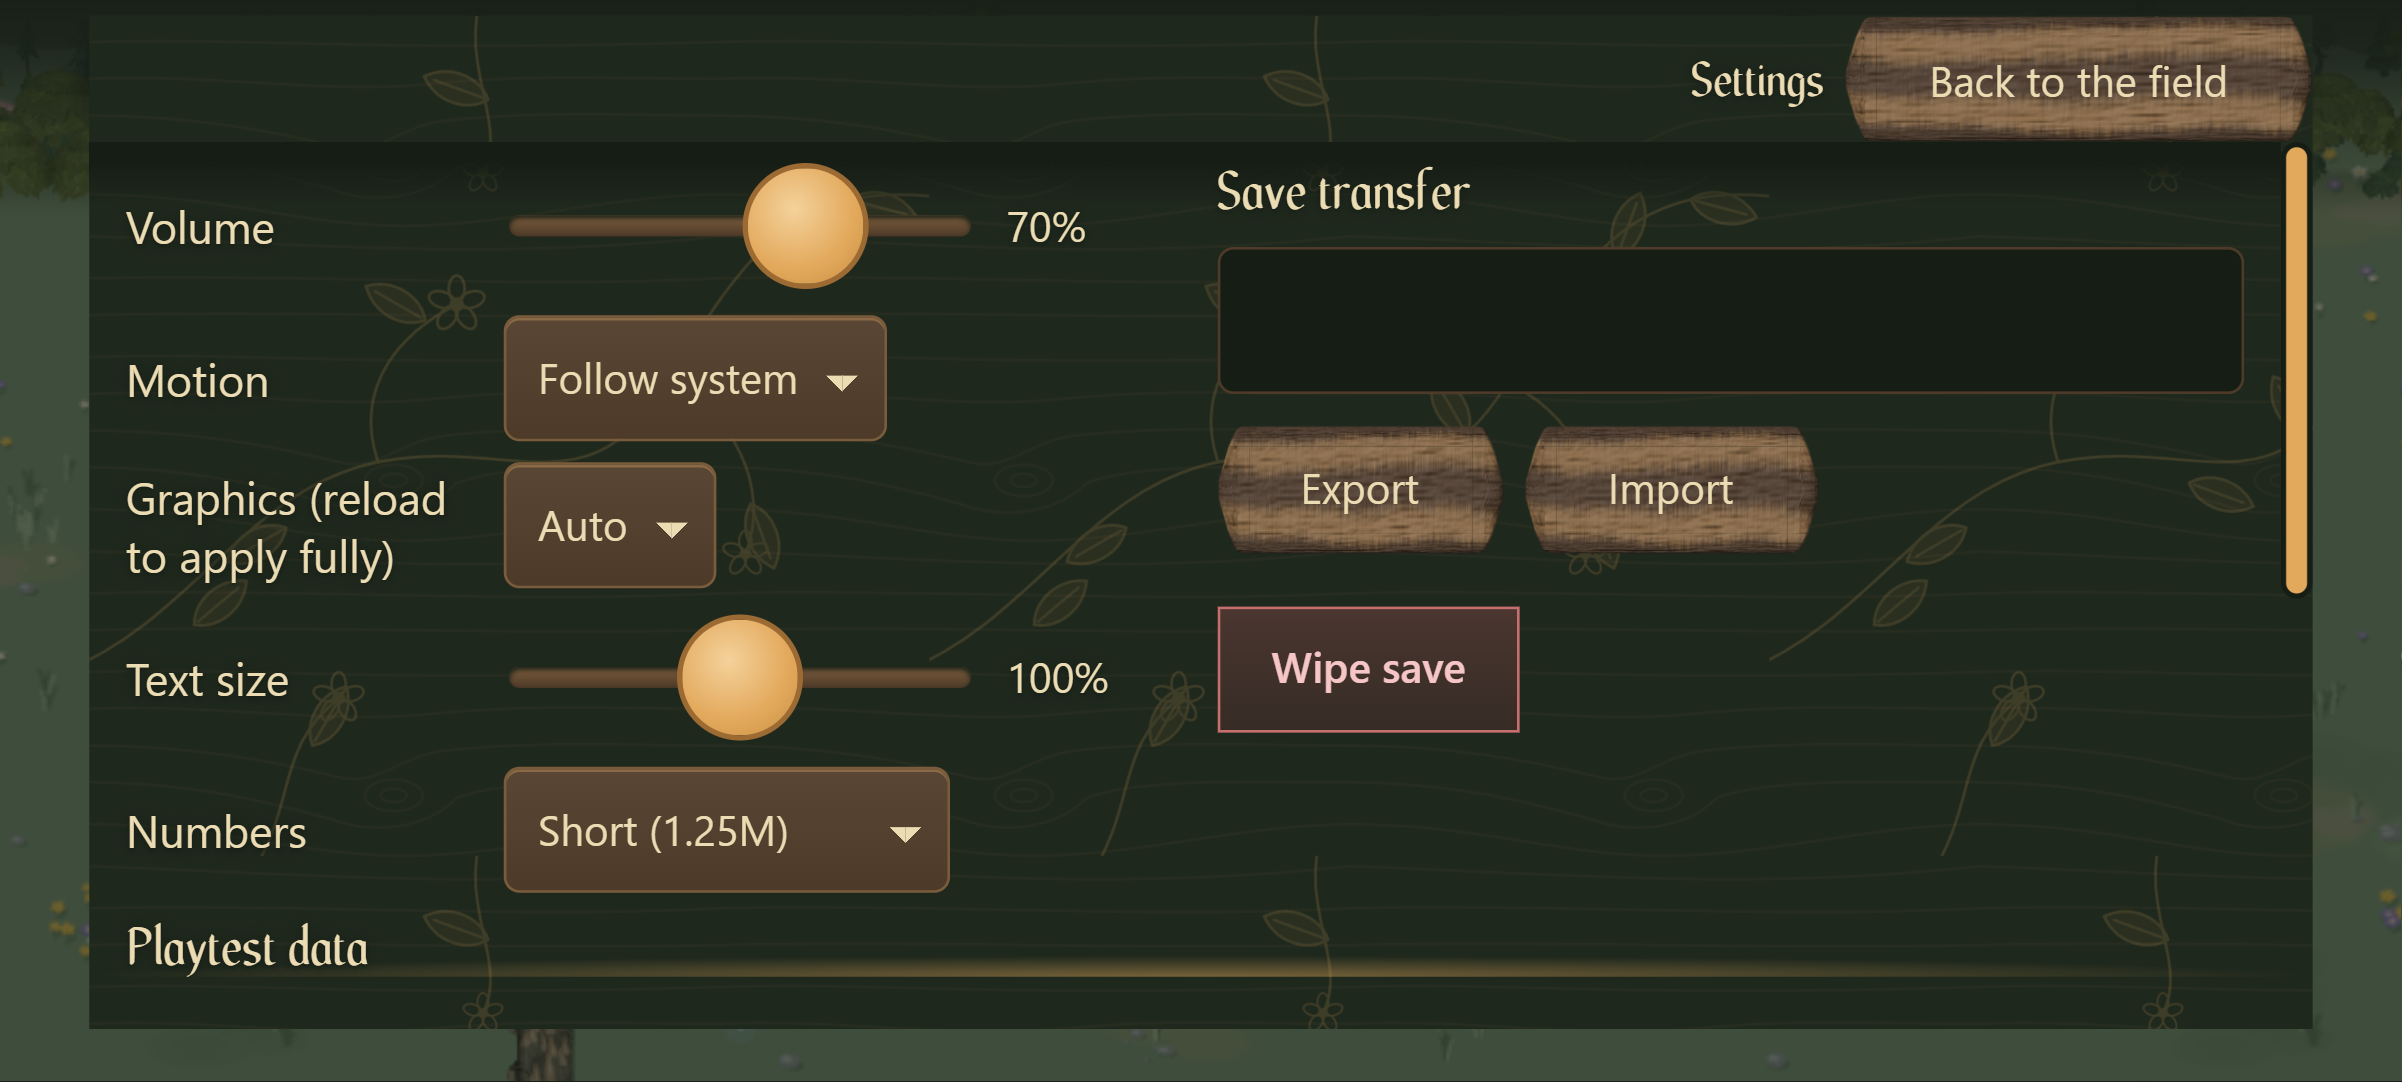 Settings
Back to the field
Volume
70%
Motion
Follow system
Graphics (reload
to apply fully)
Auto
Text size
100%
Numbers
Short (1.25M)
Playtest data
Save transfer
Export
Import
Wipe save